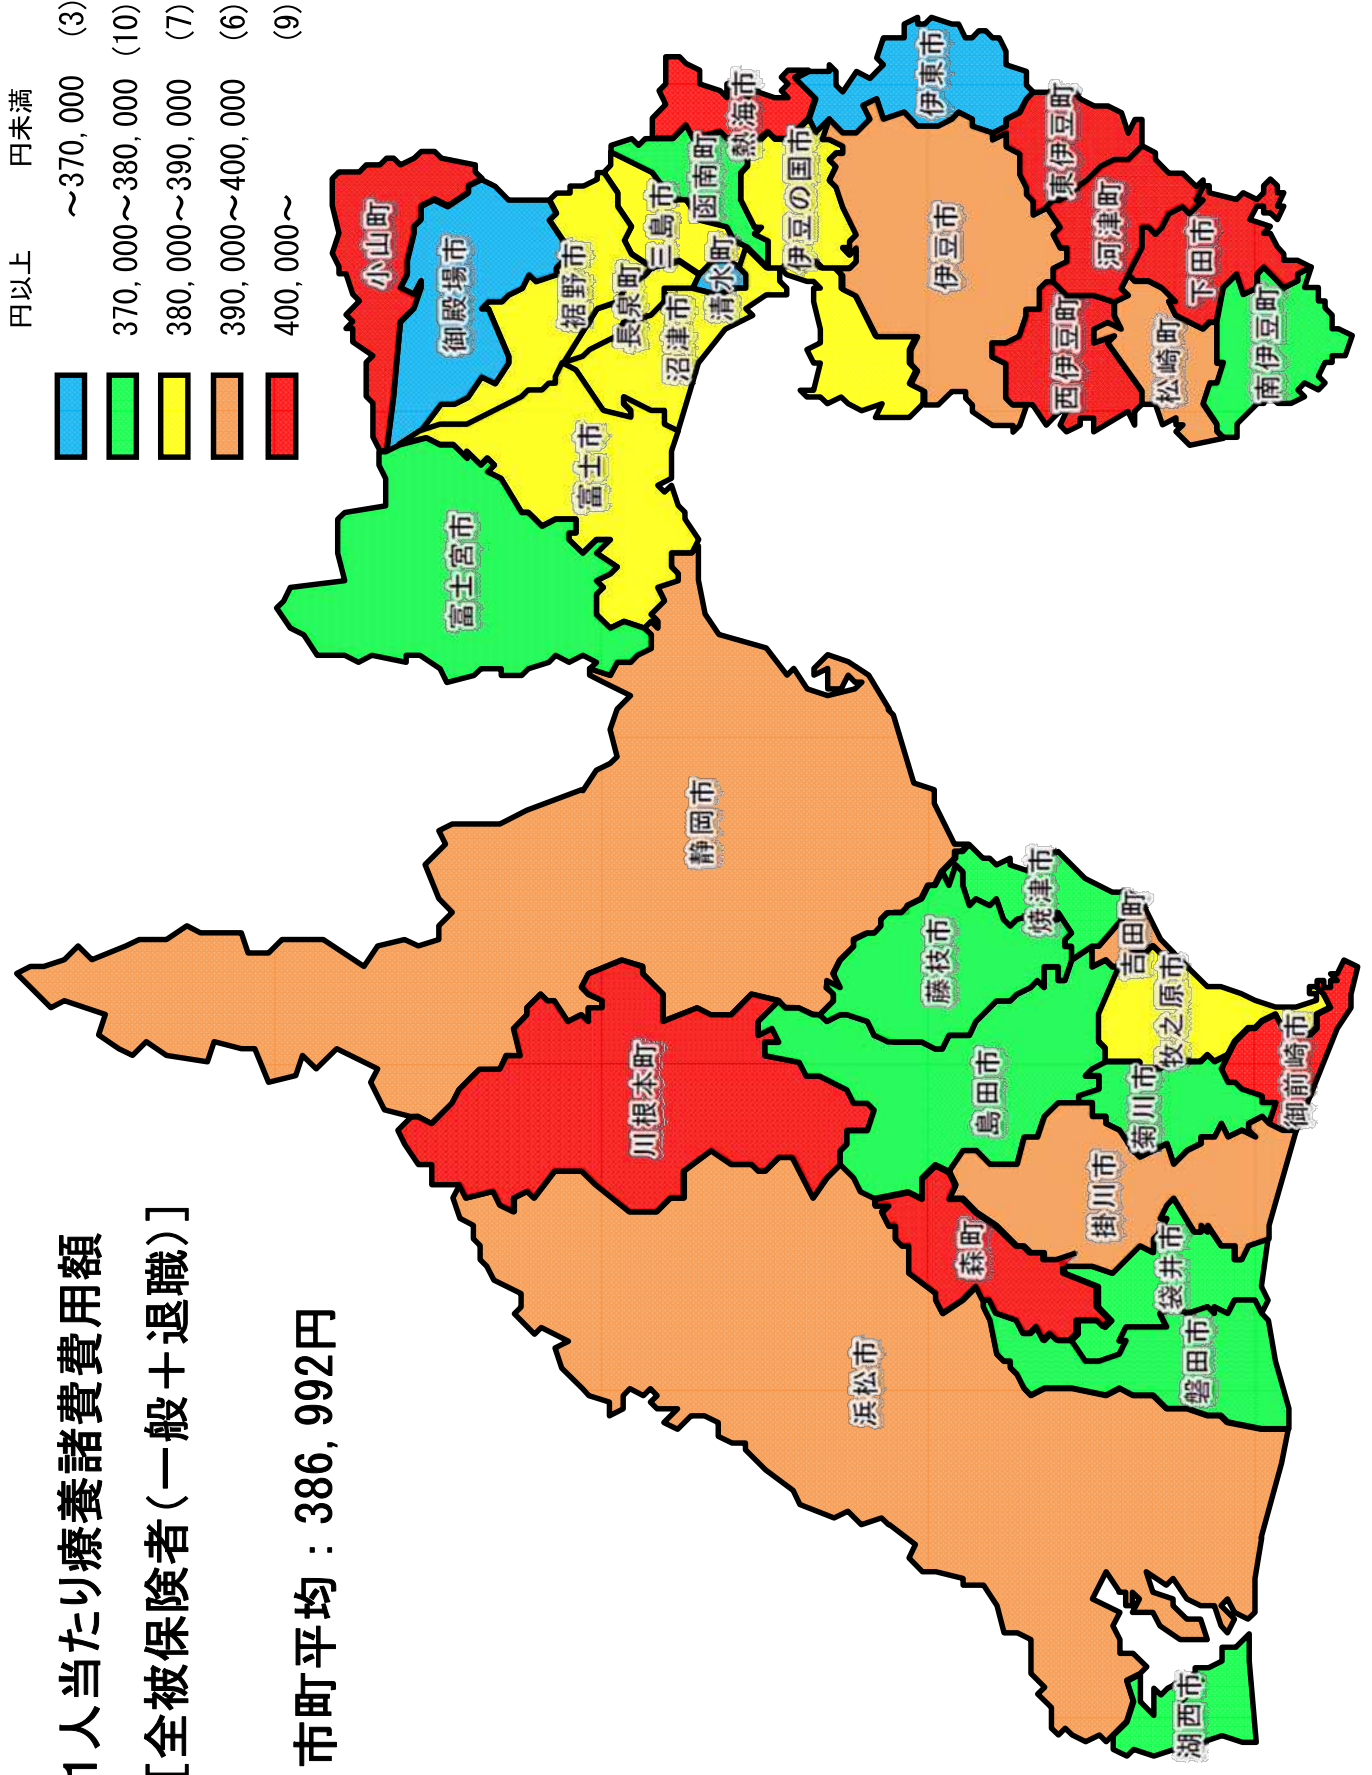 1人当たり療養諸費費用額
[全被保険者(一般+退職)]
市町平均：386,992円
円以上　円未満
～370,000 (3)
370,000～380,000 (10)
380,000～390,000 (7)
390,000～400,000 (6)
400,000～ (9)
小山町
御殿場市
裾野市
長泉町
三島市
函南町
熱海市
沼津市
清水町
伊豆の国市
伊東市
伊豆市
東伊豆町
河津町
西伊豆町
松崎町
下田市
南伊豆町
富士市
富士宮市
静岡市
川根本町
藤枝市
焼津市
島田市
吉田町
牧之原市
御前崎市
菊川市
掛川市
森町
袋井市
磐田市
浜松市
湖西市